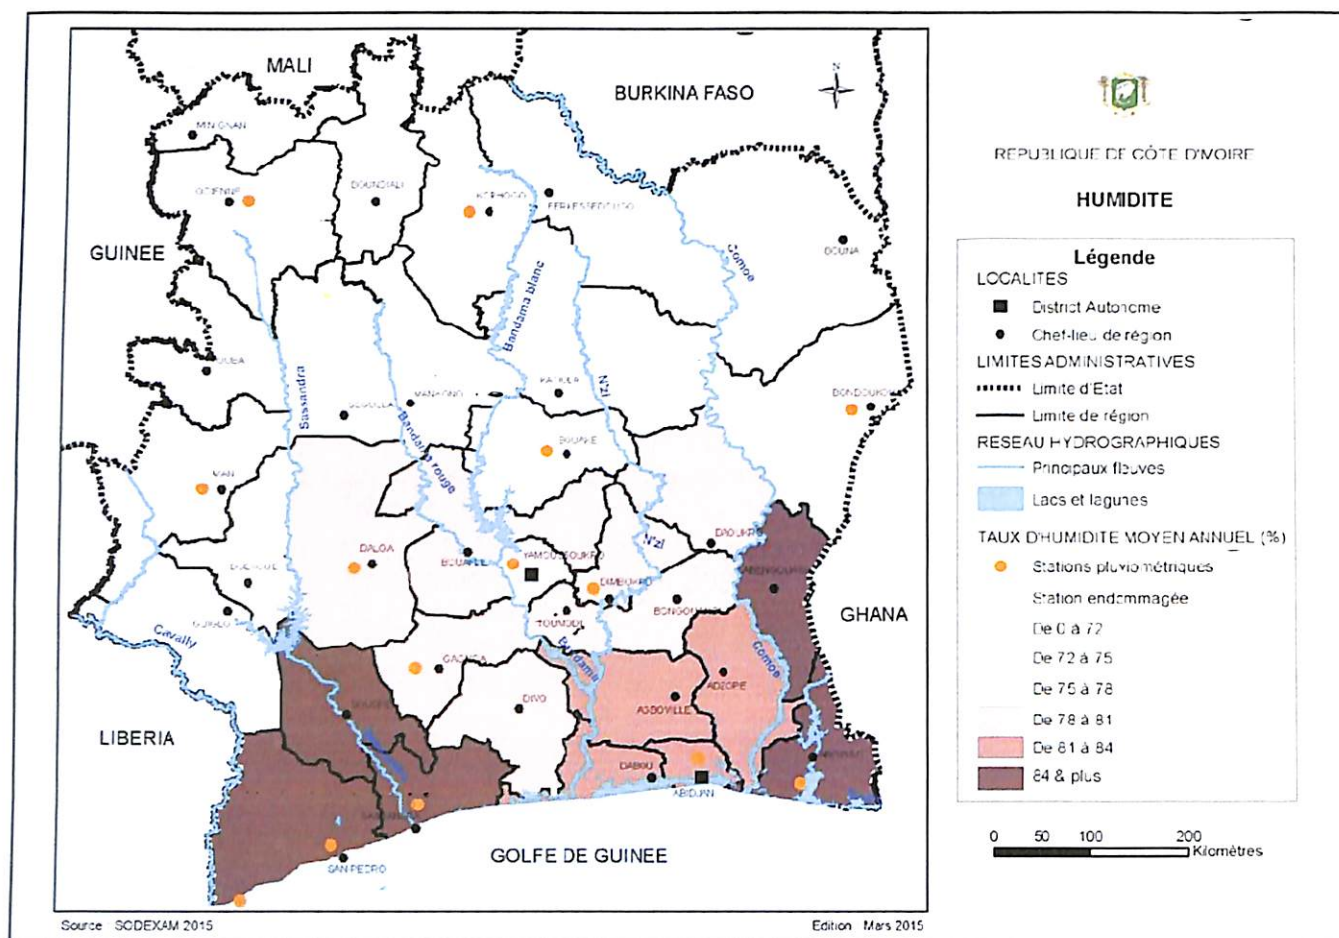 MALI
BURKINA FASO
N
MINIGNAN
ODIENNE
BOUNDIALI
KORHOGO
FERKESSEDOUGOU
BOUNA
GUINEE
Comoe
Bandama blanc
N'zi
Sassandra
Bandama rouge
SEGUELA
MANKONO
KATIOLA
BONDOUKOU
BOUAKE
MAN
DALOA
BOUAFLE
YAMOUSSOUKRO
N'zi
DAOUKRO
ABENGOUROU
DIMBOKRO
BONGOUANOU
TOUMODI
DUEKOUE
GUIGLO
GHANA
Cavally
Bandama
Comoe
GAGNOA
DIVO
ADZOPE
AGBOVILLE
LIBERIA
DABOU
ABIDJAN
SASSANDRA
SAN PEDRO
GOLFE DE GUINEE
REPUBLIQUE DE CÔTE D'IVOIRE
HUMIDITE
Légende
LOCALITES
District Autonome
Chef-lieu de région
LIMITES ADMINISTRATIVES
Limite d'Etat
Limite de région
RESEAU HYDROGRAPHIQUES
Principaux fleuves
Lacs et lagunes
TAUX D'HUMIDITE MOYEN ANNUEL (%)
Stations pluviométriques
Station endommagée
De 0 à 72
De 72 à 75
De 75 à 78
De 78 à 81
De 81 à 84
84 & plus
0 50 100 200
Kilomètres
Source SODEXAM 2015
Edition Mars 2015